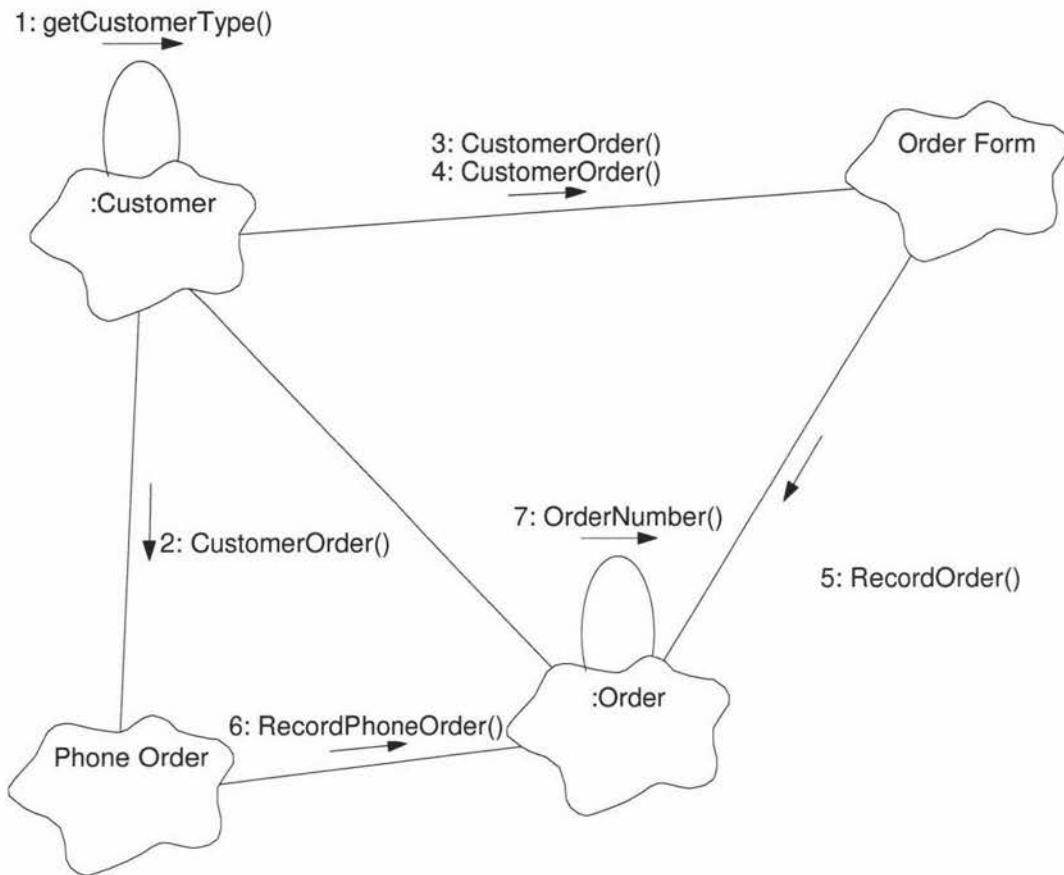 1: getCustomerType()
3: CustomerOrder()
4: CustomerOrder()
Order Form
:Customer
7: OrderNumber()
2: CustomerOrder()
5: RecordOrder()
:Order
6: RecordPhoneOrder()
Phone Order